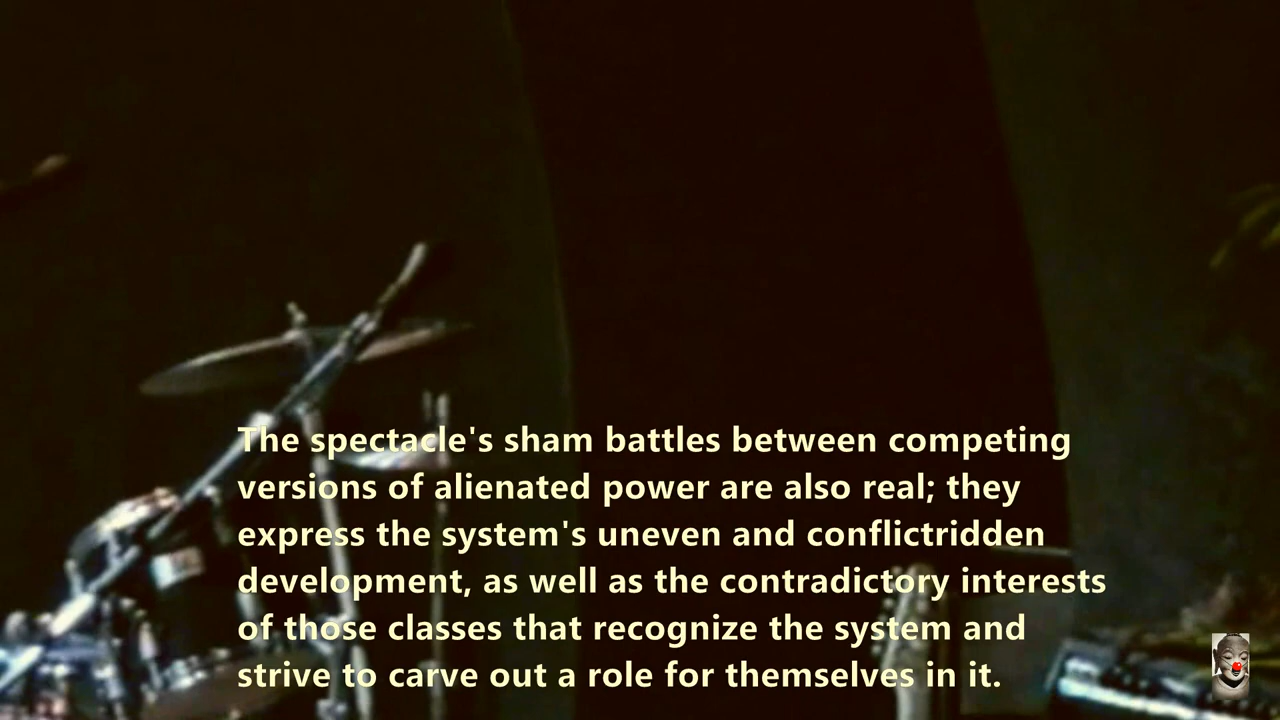 The spectacle's sham battles between competing
versions of alienated power are also real; they
express the system's uneven and conflictridden
development, as well as the contradictory interests
of those classes that recognize the system and
strive to carve out a role for themselves in it.